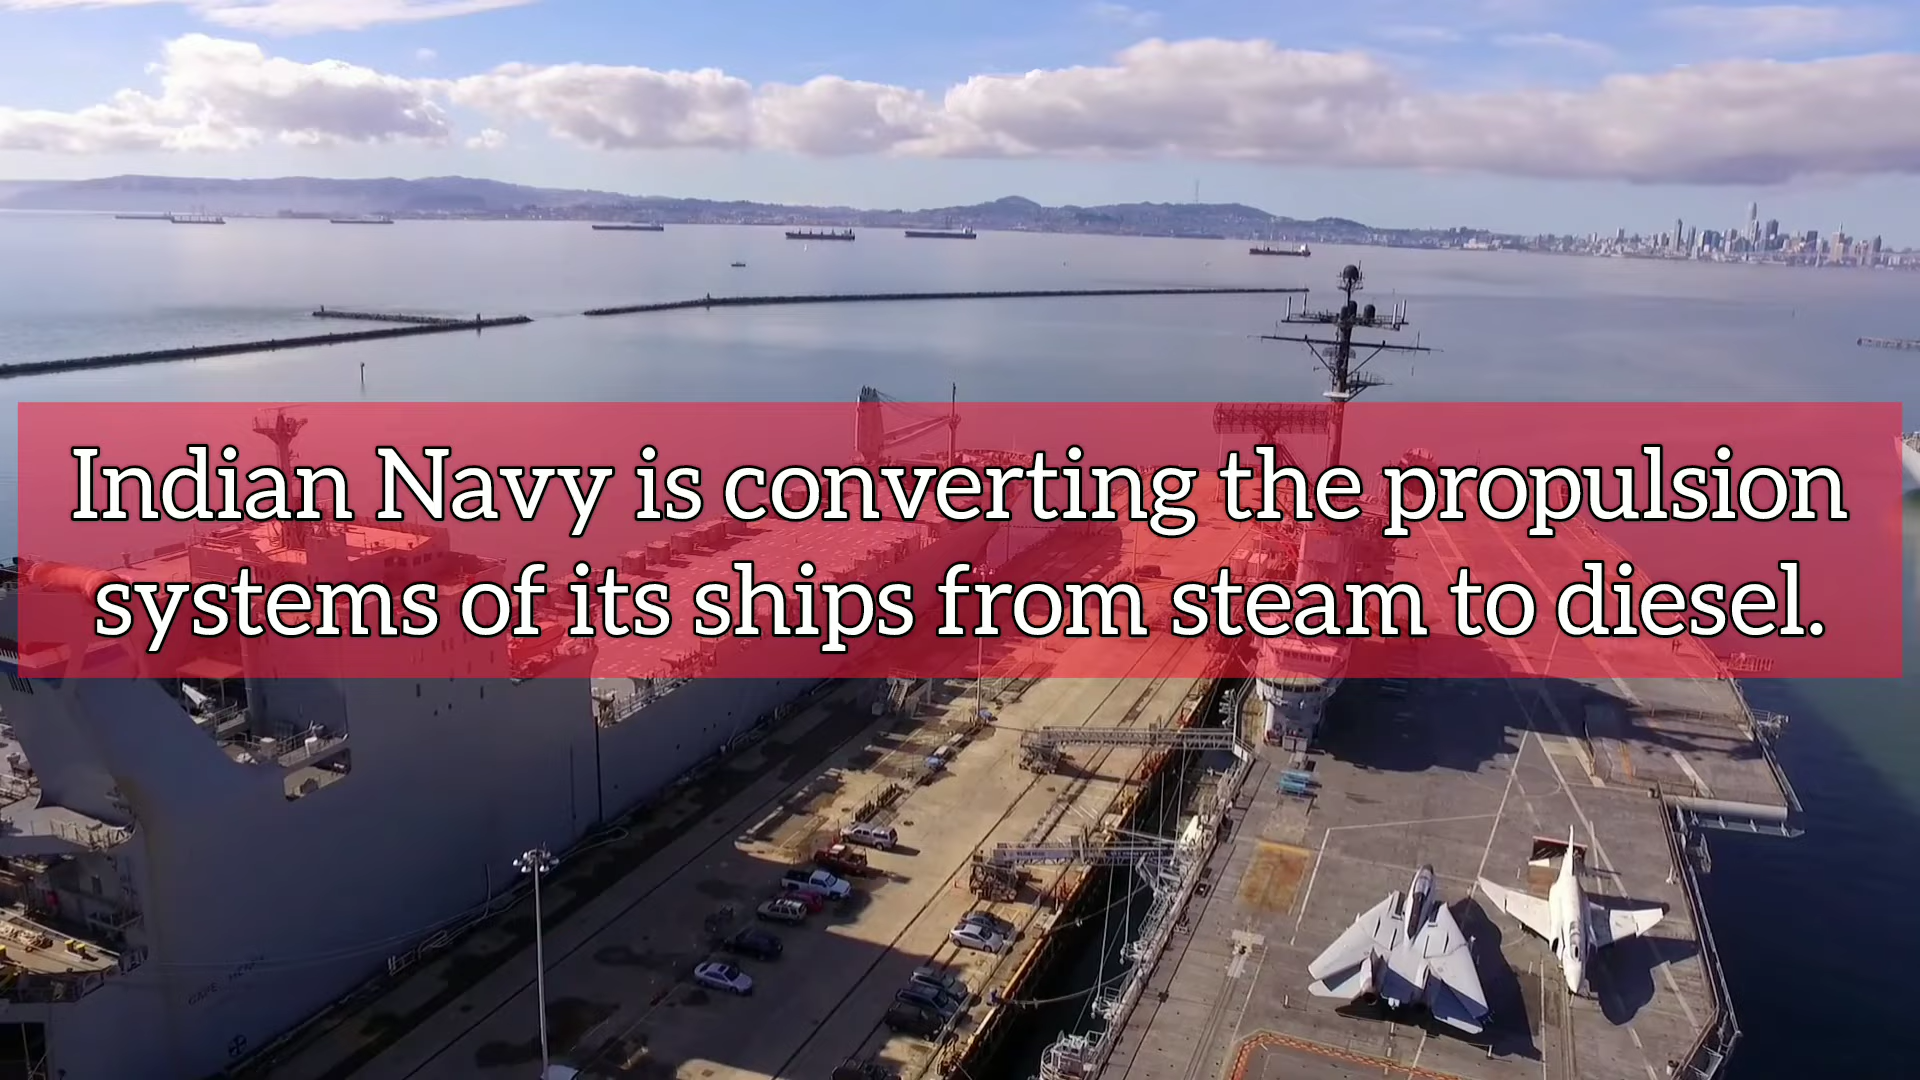 Indian Navy is converting the propulsion
systems of its ships from steam to diesel.